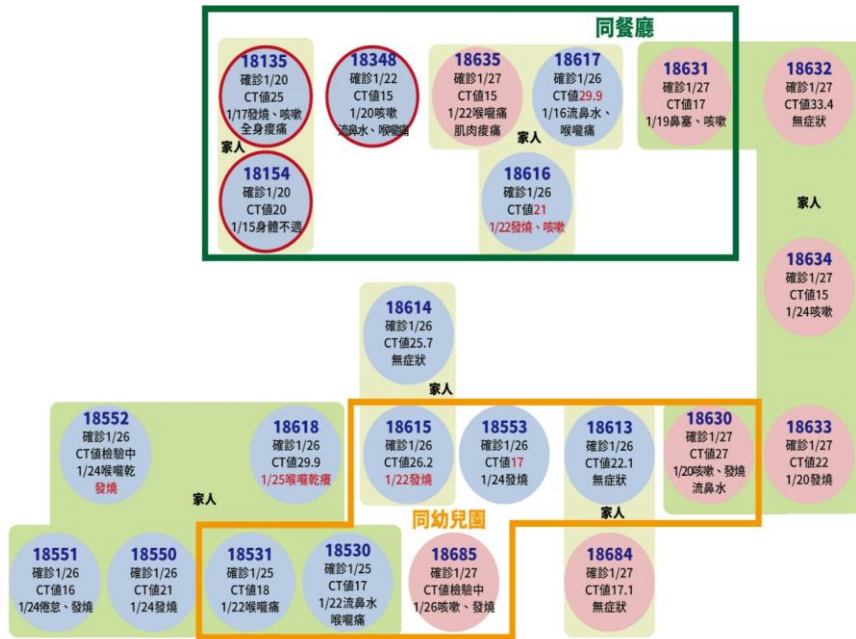 同餐廳
18135
確診1/20
CT值25
1/17發燒、咳嗽
全身痠痛
18348
確診1/22
CT值15
1/20咳嗽
流鼻水、喉嚨痛
18635
確診1/27
CT值15
1/22喉嚨痛
肌肉痠痛
18617
確診1/26
CT值29.9
1/16流鼻水、
喉嚨痛
18631
確診1/27
CT值17
1/19鼻塞、咳嗽
18632
確診1/27
CT值33.4
無症狀
家人
家人
18154
確診1/20
CT值20
1/15身體不適
18616
確診1/26
CT值21
1/22發燒、咳嗽
家人
18634
確診1/27
CT值15
1/24咳嗽
18614
確診1/26
CT值25.7
無症狀
家人
18552
確診1/26
CT值檢驗中
1/24喉嚨乾
發燒
18618
確診1/26
CT值29.9
1/25喉嚨乾癢
18615
確診1/26
CT值26.2
1/22發燒
18553
確診1/26
CT值17
1/24發燒
18613
確診1/26
CT值22.1
無症狀
18630
確診1/27
CT值27
1/20咳嗽、發燒
流鼻水
18633
確診1/27
CT值22
1/20發燒
家人
同幼兒園
家人
18551
確診1/26
CT值16
1/24倦怠、發燒
18550
確診1/26
CT值21
1/24發燒
18531
確診1/25
CT值18
1/22喉嚨痛
18530
確診1/25
CT值17
1/22流鼻水
喉嚨痛
18685
確診1/27
CT值檢驗中
1/26咳嗽、發燒
18684
確診1/27
CT值17.1
無症狀